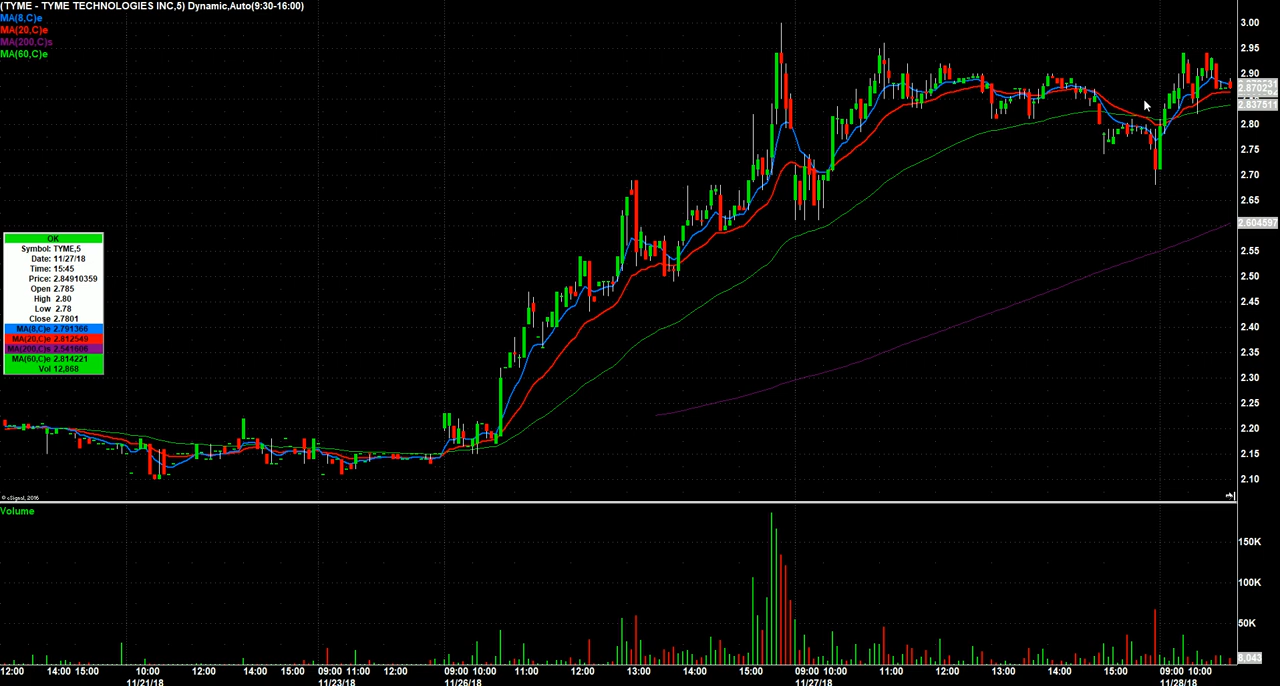 (TYME - TYME TECHNOLOGIES INC,5) Dynamic,Auto(9:30-16:00)
MA(8,C)e
MA(20,C)e
MA(200,C)s
MA(60,C)e
3.00
2.95
2.90
2.837511
2.80
2.75
2.70
2.65
2.604597
2.55
2.50
2.45
2.40
2.35
2.30
2.25
2.20
2.15
2.10
OK
Symbol: TYME,5
Date: 11/27/18
Time: 15:45
Price: 2.84910359
Open 2.785
High 2.80
Low 2.78
Close 2.7801
MA(8,C)e 2.791366
MA(20,C)e 2.812549
MA(200,C)s 2.541606
MA(60,C)e 2.814221
Vol 12,868
© eSignal, 2016
Volume
150K
100K
50K
8,043
12:00 14:00 15:00 10:00 12:00 14:00 15:00 09:00 11:00 12:00 09:00 10:00 11:00 12:00 13:00 14:00 15:00 09:00 10:00 11:00 12:00 13:00 14:00 15:00 09:00 10:00
11/21/18 11/23/18 11/26/18 11/27/18 11/28/18